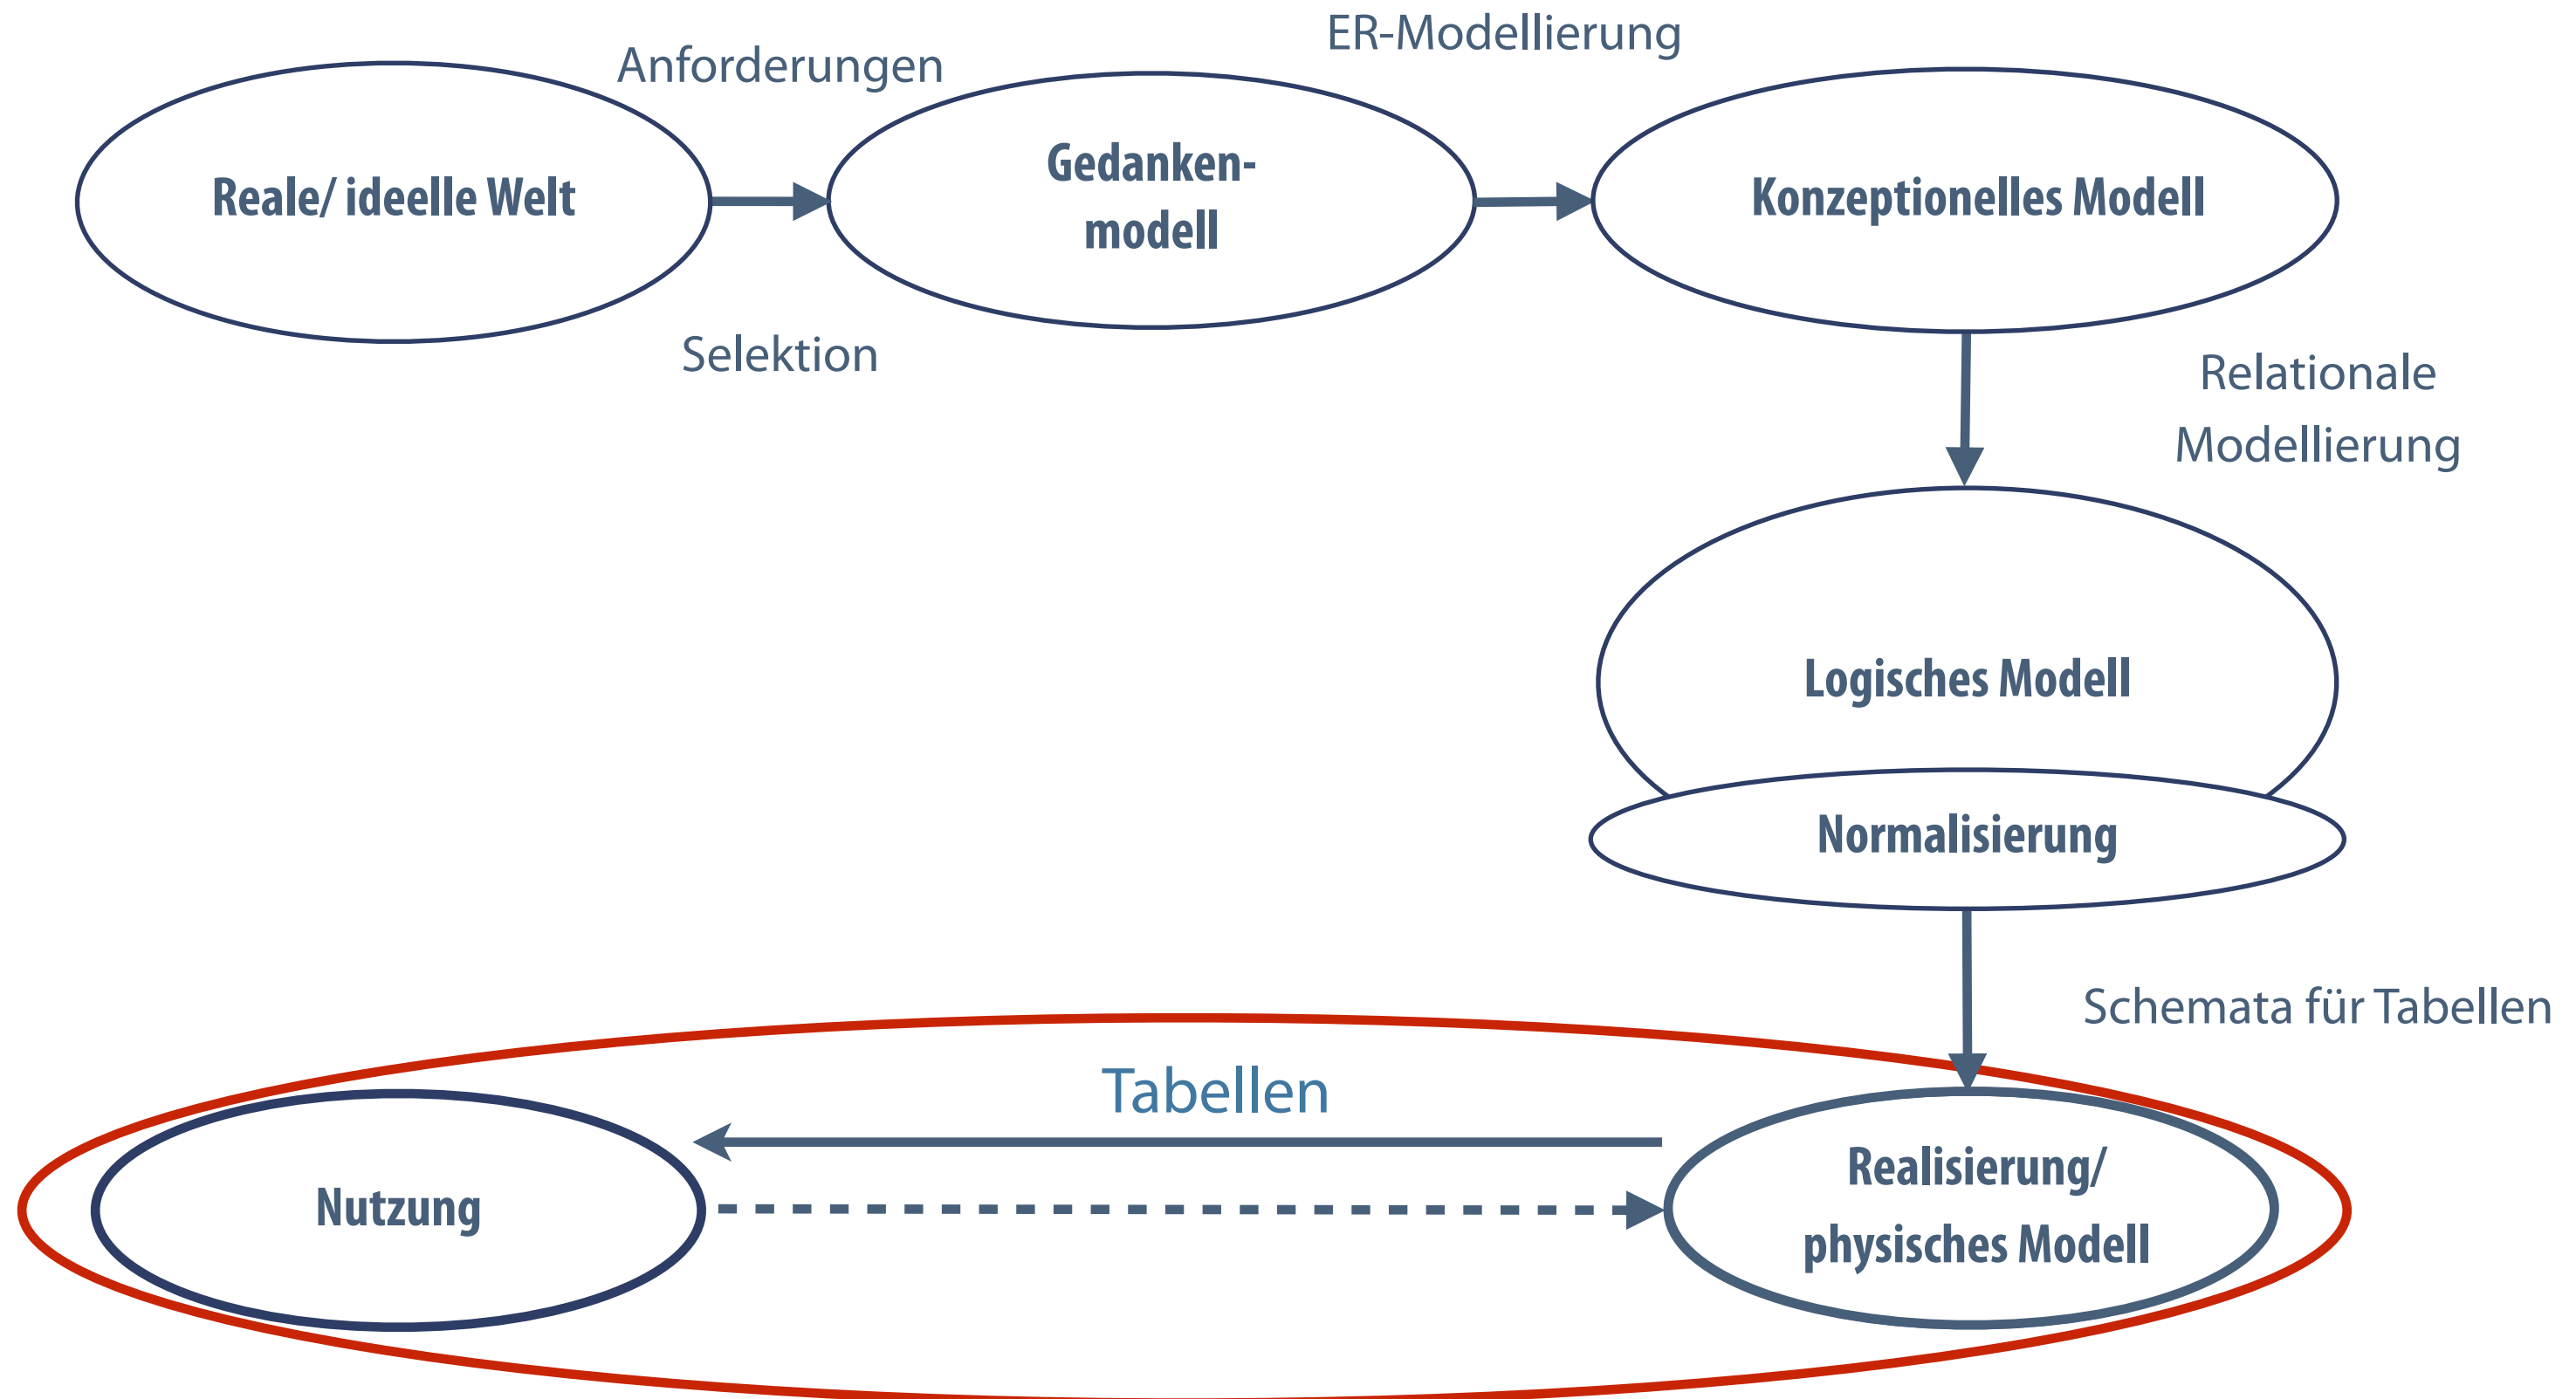 ER-Modellierung
Anforderungen
Reale/ ideelle Welt
Gedanken-
modell
Konzeptionelles Modell
Selektion
Relationale
Modellierung
Logisches Modell
Normalisierung
Schemata für Tabellen
Tabellen
Nutzung
Realisierung/
physisches Modell